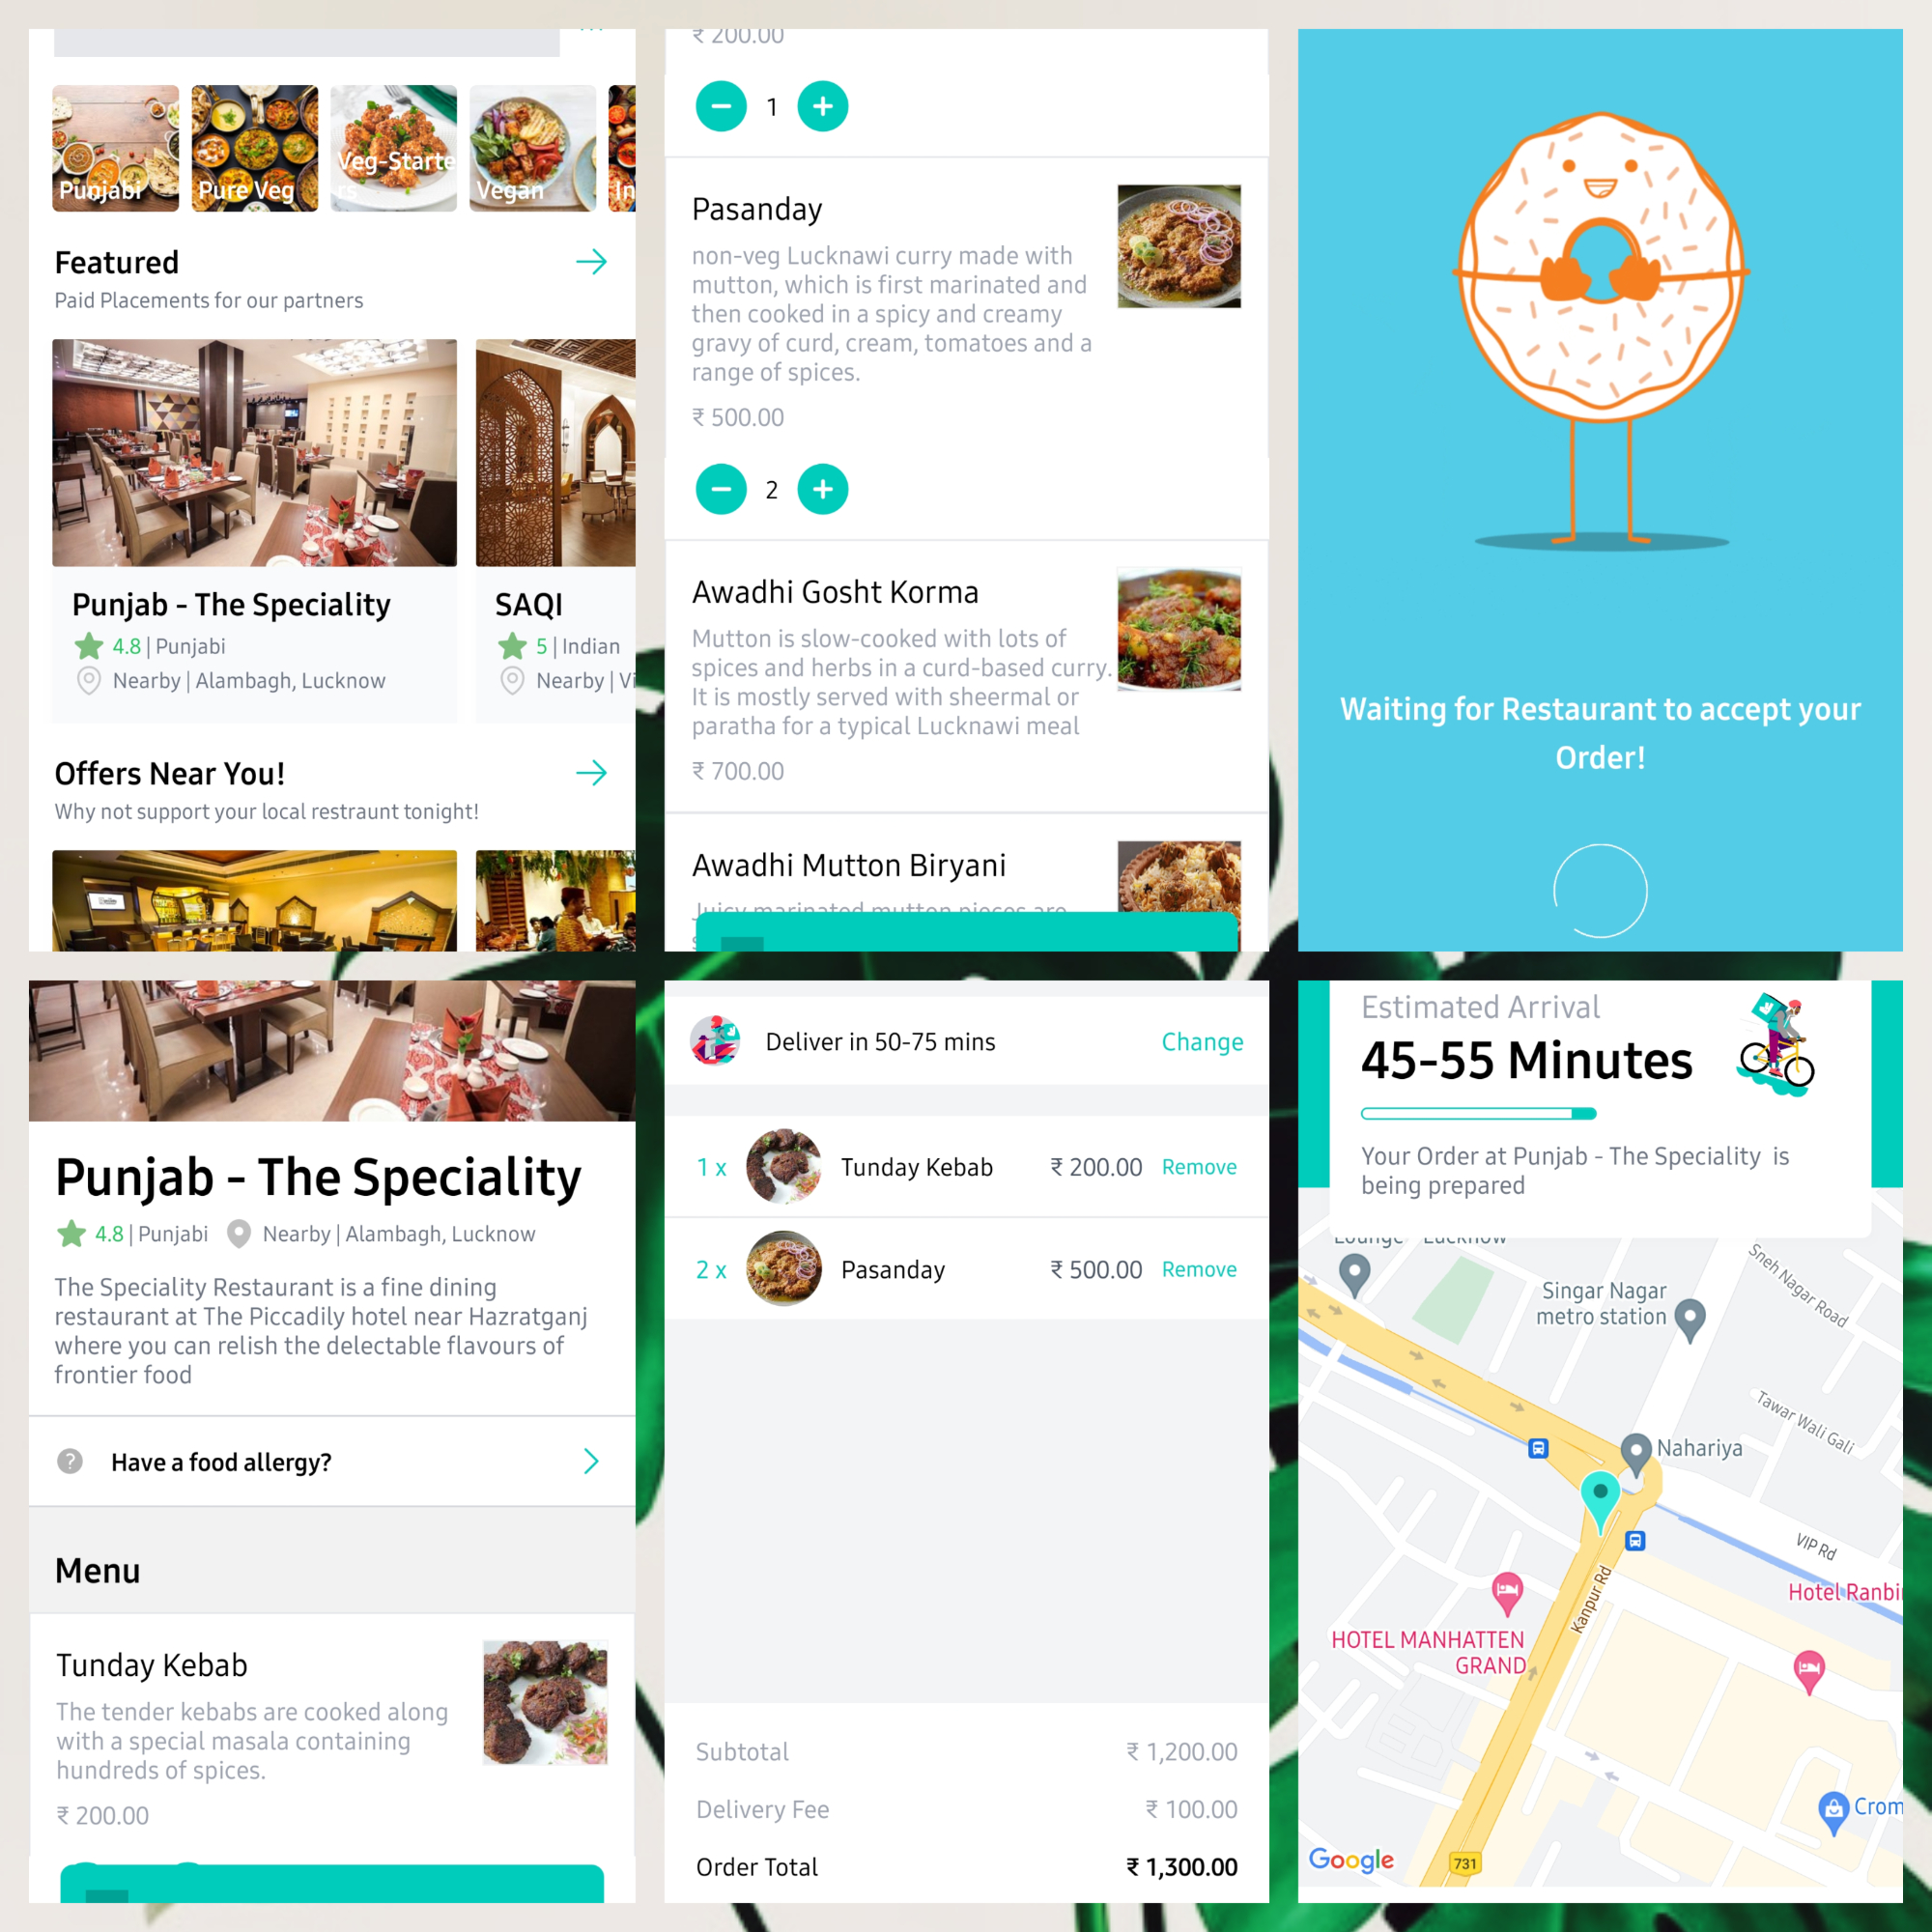 Punjabi
Pure Veg
Veg-Starte
rs
Vegan
In
Featured
Paid Placements for our partners
Punjab - The Speciality
4.8 | Punjabi
Nearby | Alambagh, Lucknow
SAQI
5 | Indian
Nearby | Vi
Offers Near You!
Why not support your local restraunt tonight!
₹ 200.00
1
Pasanday
non-veg Lucknawi curry made with
mutton, which is first marinated and
then cooked in a spicy and creamy
gravy of curd, cream, tomatoes and a
range of spices.
₹ 500.00
2
Awadhi Gosht Korma
Mutton is slow-cooked with lots of
spices and herbs in a curd-based curry.
It is mostly served with sheermal or
paratha for a typical Lucknawi meal
₹ 700.00
Awadhi Mutton Biryani
Juicy marinated mutton pieces are
Waiting for Restaurant to accept your
Order!
Punjab - The Speciality
4.8 | Punjabi Nearby | Alambagh, Lucknow
The Speciality Restaurant is a fine dining
restaurant at The Piccadily hotel near Hazratganj
where you can relish the delectable flavours of
frontier food
? Have a food allergy?
Menu
Tunday Kebab
The tender kebabs are cooked along
with a special masala containing
hundreds of spices.
₹ 200.00
Deliver in 50-75 mins Change
1 x Tunday Kebab ₹ 200.00 Remove
2 x Pasanday ₹ 500.00 Remove
Subtotal ₹ 1,200.00
Delivery Fee ₹ 100.00
Order Total ₹ 1,300.00
Estimated Arrival
45-55 Minutes
Your Order at Punjab - The Speciality is
being prepared
Lounge - Lucknow
Sneh Nagar Road
Singar Nagar
metro station
Tawar Wali Gali
Nahariya
VIP Rd
Kanpur Rd
Hotel Ranbi
HOTEL MANHATTEN
GRAND
Crom
Google
731